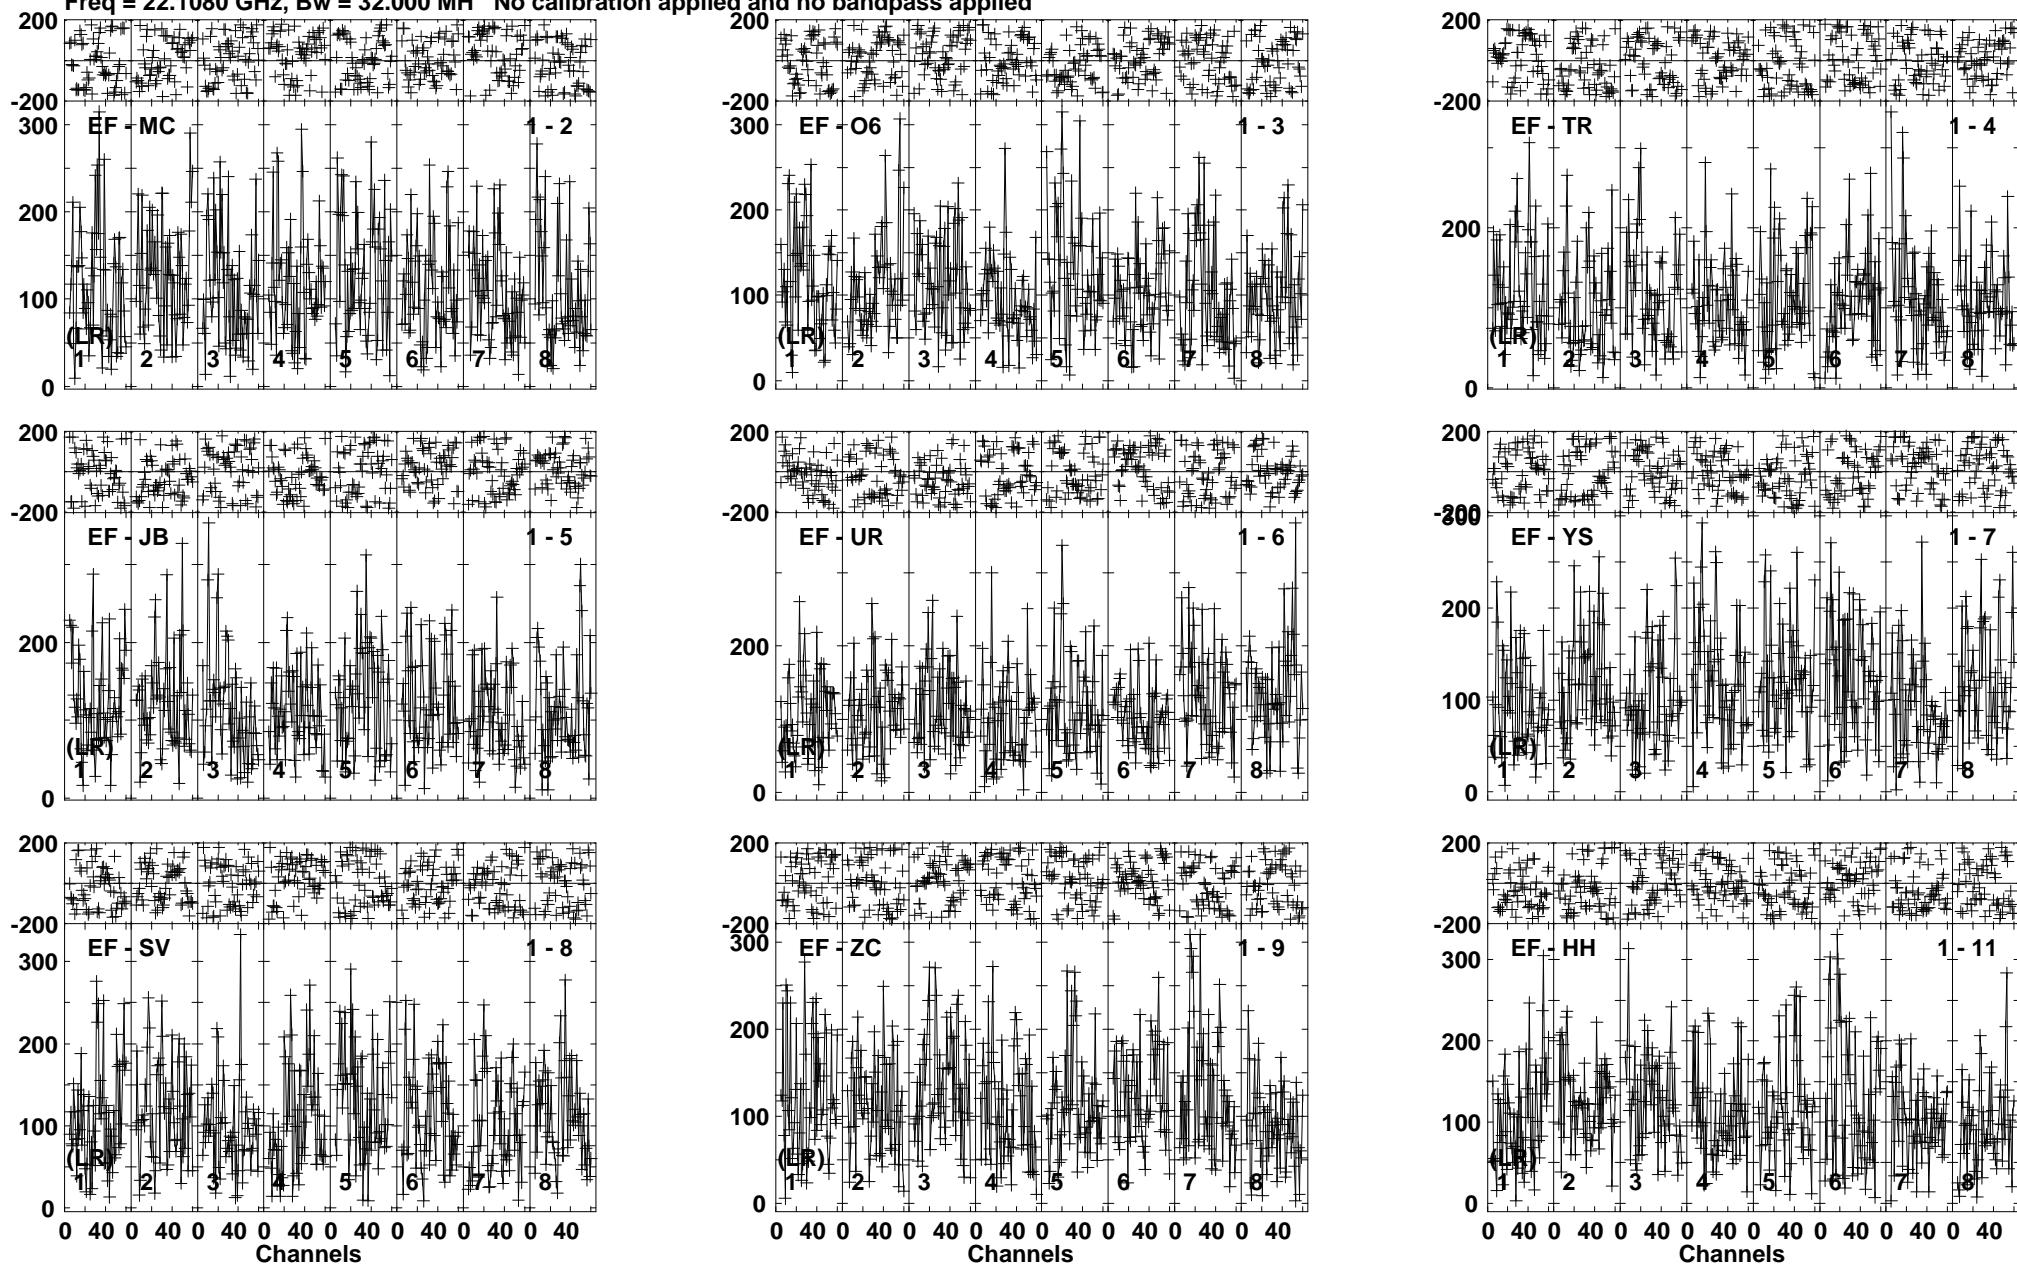 Freq = 22.1080 GHz, Bw = 32.000 MH No calibration applied and no bandpass applied
200 200 200
-200 -200 -200
EF - MC 1 - 2 EF - O6 1 - 3 EF - TR 1 - 4
300 300
200 200 200
100 100
(LR) (LR) (LR)
1 2 3 4 5 6 7 8 1 2 3 4 5 6 7 8 1 2 3 4 5 6 7 8
0 0 0
200 200 200
-200 -200 -200
300
EF - JB 1 - 5 EF - UR 1 - 6 EF - YS 1 - 7
200 200 200
100
(LR) (LR) (LR)
1 2 3 4 5 6 7 8 1 2 3 4 5 6 7 8 1 2 3 4 5 6 7 8
0 0 0
200 200 200
-200 -200 -200
EF - SV 1 - 8 EF - ZC 1 - 9 EF - HH 1 - 11
300 300 300
200 200 200
100 100 100
(LR) (LR) (LR)
1 2 3 4 5 6 7 8 1 2 3 4 5 6 7 8 1 2 3 4 5 6 7 8
0 0 0
0 40 0 40 0 40 0 40 0 40 0 40 0 40 0 40 0 40 0 40 0 40 0 40 0 40 0 40 0 40 0 40 0 40 0 40 0 40 0 40 0 40 0 40 0 40 0 40
Channels Channels Channels